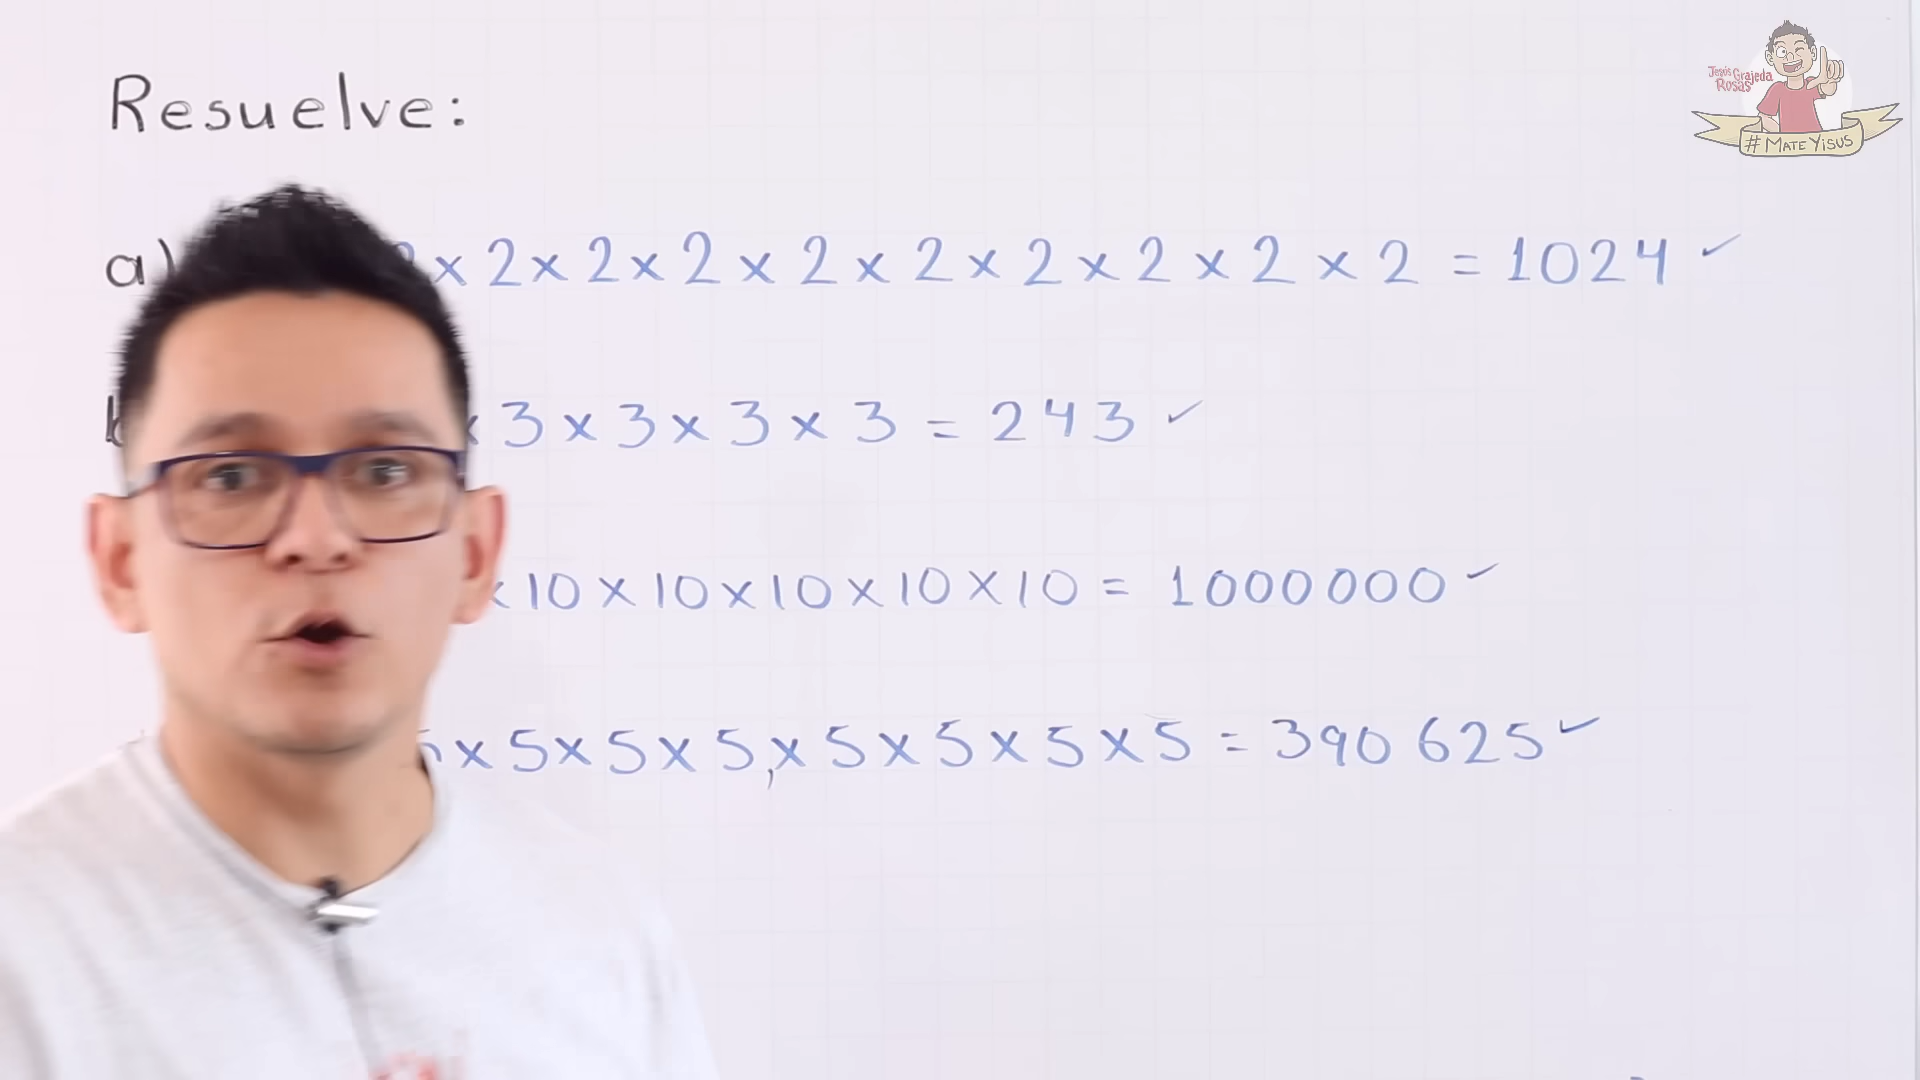 Resuelve:
Jesús Grajeda
Rosas
# MATE YISUS
a) x 2 x 2 x 2 x 2 x 2 x 2 x 2 x 2 x 2 = 1024 ✓
x 3 x 3 x 3 x 3 = 243 ✓
x 10 x 10 x 10 x 10 x 10 = 1000000 ✓
5 x 5 x 5 x 5 x 5 x 5 x 5 x 5 = 390 625 ✓